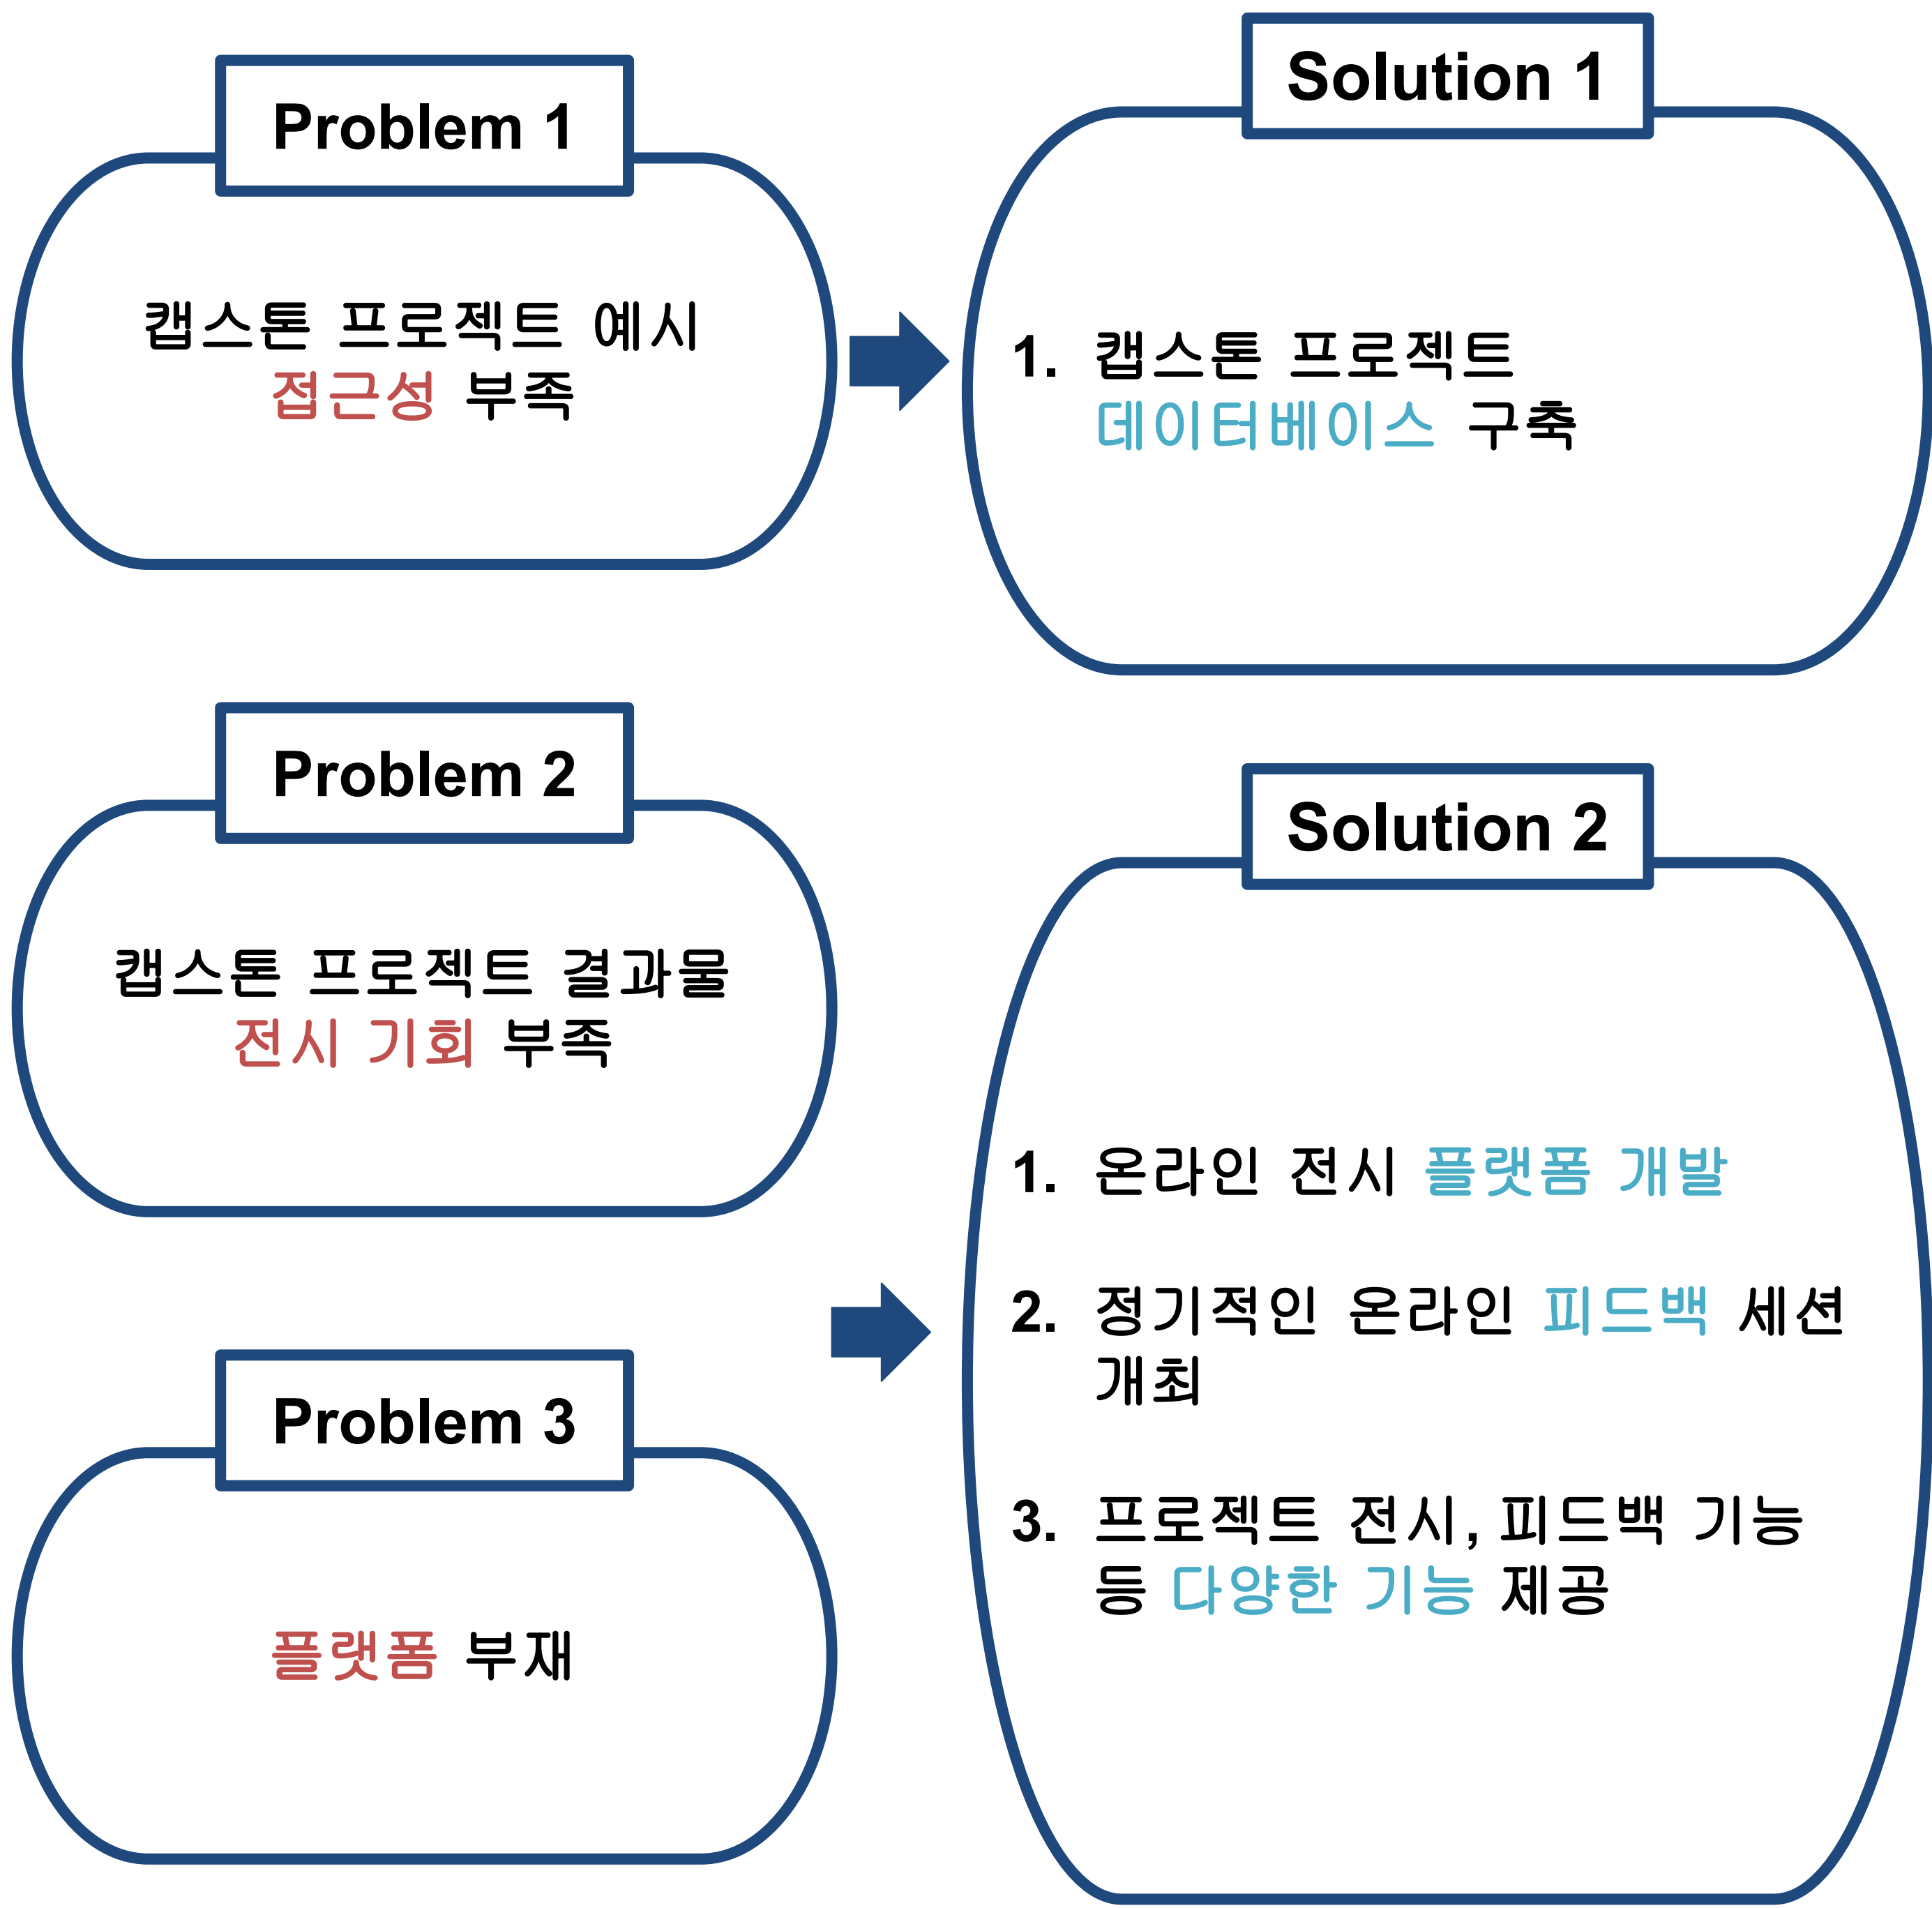 Problem 1
캡스톤 프로젝트 예시
접근성 부족
Solution 1
1. 캡스톤 프로젝트
데이터베이스 구축
Problem 2
캡스톤 프로젝트 결과물
전시 기회 부족
Problem 3
플랫폼 부재
Solution 2
1. 온라인 전시 플랫폼 개발
2. 정기적인 온라인 피드백 세션
개최
3. 프로젝트 전시, 피드백 기능
등 다양한 기능 제공